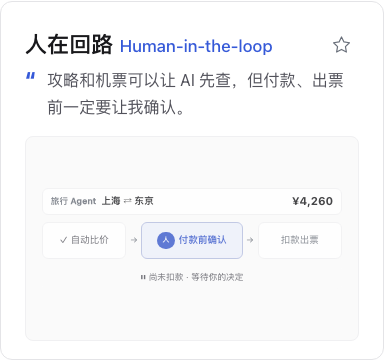 人在回路 Human-in-the-loop
“ 攻略和机票可以让 AI 先查，但付款、出票
前一定要让我确认。
旅行 Agent 上海 ⇌ 东京 ¥4,260
✓ 自动比价 → 人 付款前确认 → 扣款出票
⏸ 尚未扣款 · 等待你的决定